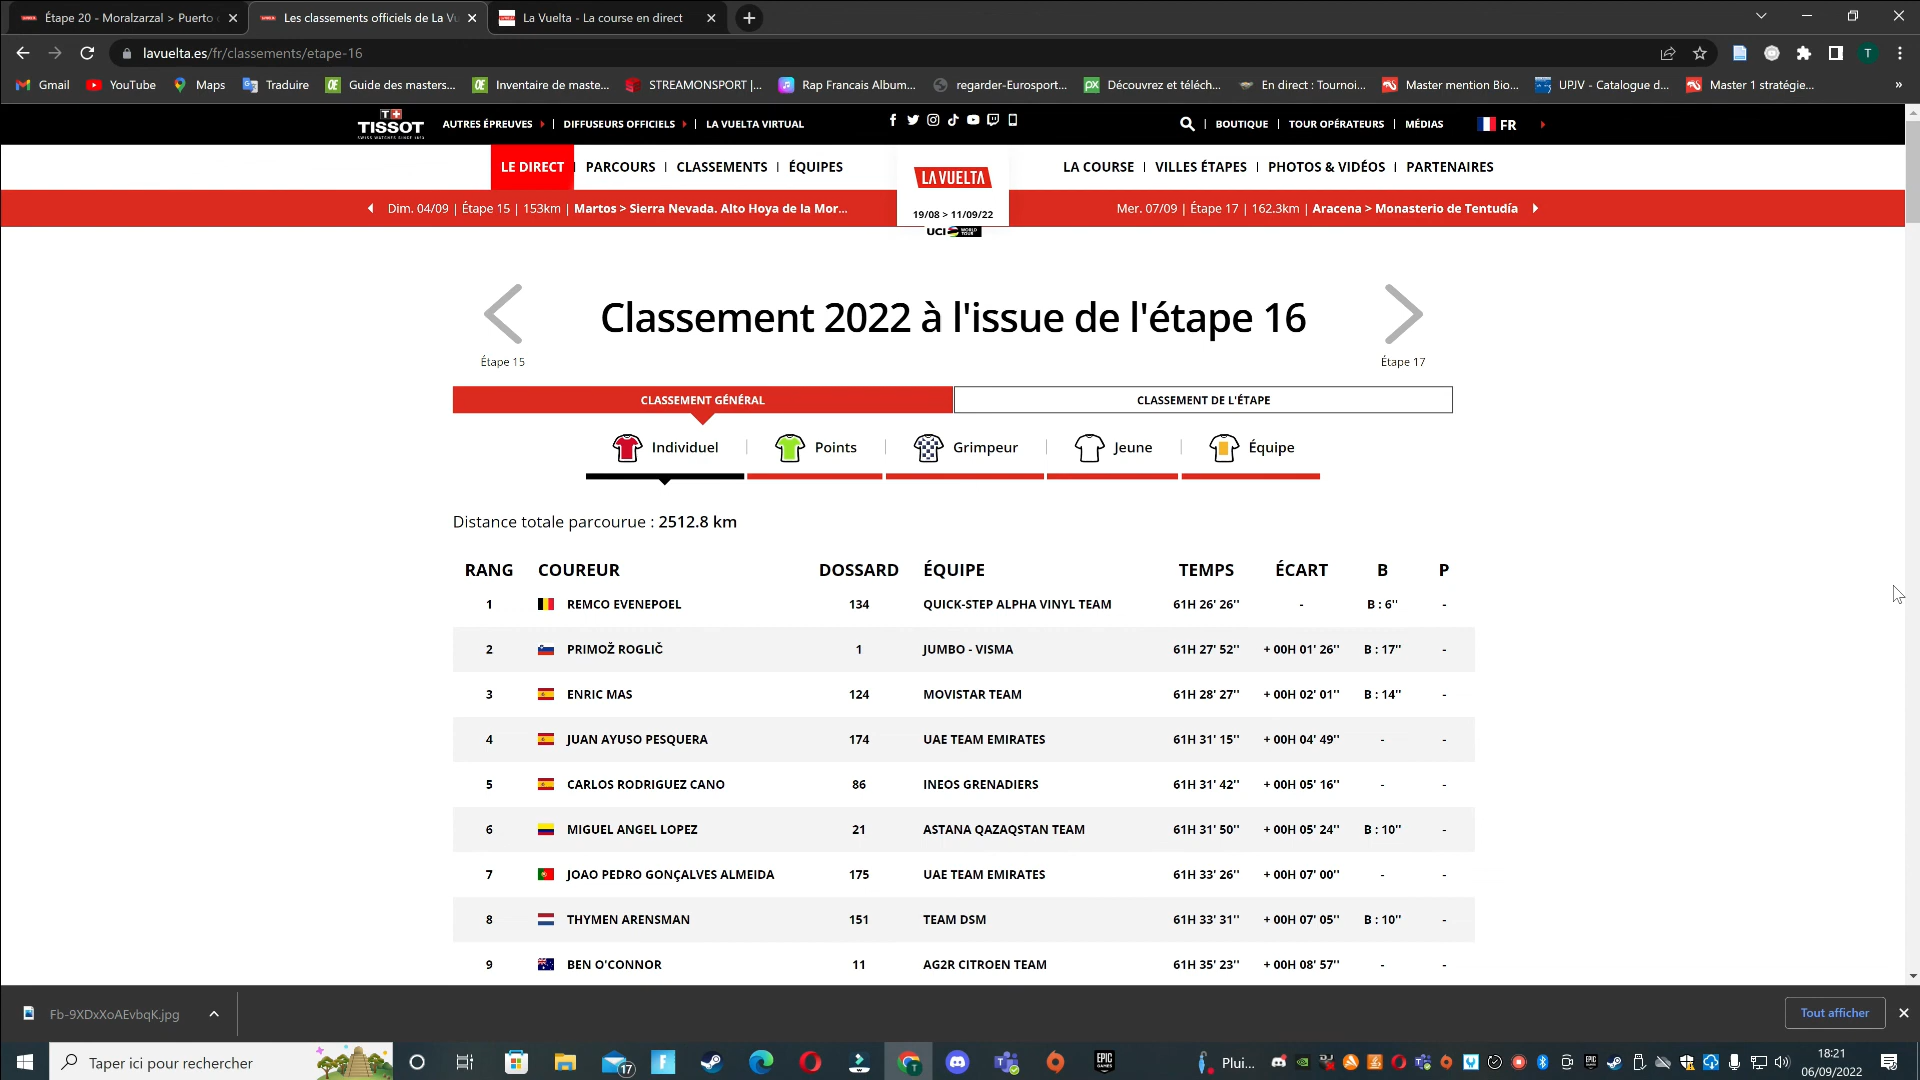 Étape 20 - Moralzarzal > Puerto
Les classements officiels de La Vu
La Vuelta - La course en direct
lavuelta.es/fr/classements/etape-16
T
Gmail
YouTube
Maps
Traduire
Guide des masters...
Inventaire de maste...
STREAMONSPORT |...
Rap Francais Album...
regarder-Eurosport...
Découvrez et téléch...
En direct : Tournoi...
Master mention Bio...
UPJV - Catalogue d...
Master 1 stratégie...
»
TISSOT
AUTRES ÉPREUVES
DIFFUSEURS OFFICIELS
LA VUELTA VIRTUAL
BOUTIQUE
TOUR OPÉRATEURS
MÉDIAS
FR
LE DIRECT
PARCOURS
CLASSEMENTS
ÉQUIPES
LA VUELTA
LA COURSE
VILLES ÉTAPES
PHOTOS & VIDÉOS
PARTENAIRES
Dim. 04/09 | Étape 15 | 153km | Martos > Sierra Nevada. Alto Hoya de la Mor...
19/08 > 11/09/22
Mer. 07/09 | Étape 17 | 162.3km | Aracena > Monasterio de Tentudía
UCI WORLD TOUR
Classement 2022 à l'issue de l'étape 16
Étape 15
Étape 17
CLASSEMENT GÉNÉRAL
CLASSEMENT DE L'ÉTAPE
Individuel
Points
Grimpeur
Jeune
Équipe
Distance totale parcourue : 2512.8 km
RANG COUREUR DOSSARD ÉQUIPE TEMPS ÉCART B P
1 REMCO EVENEPOEL 134 QUICK-STEP ALPHA VINYL TEAM 61H 26' 26'' - B : 6'' -
2 PRIMOŽ ROGLIČ 1 JUMBO - VISMA 61H 27' 52'' + 00H 01' 26'' B : 17'' -
3 ENRIC MAS 124 MOVISTAR TEAM 61H 28' 27'' + 00H 02' 01'' B : 14'' -
4 JUAN AYUSO PESQUERA 174 UAE TEAM EMIRATES 61H 31' 15'' + 00H 04' 49'' - -
5 CARLOS RODRIGUEZ CANO 86 INEOS GRENADIERS 61H 31' 42'' + 00H 05' 16'' - -
6 MIGUEL ANGEL LOPEZ 21 ASTANA QAZAQSTAN TEAM 61H 31' 50'' + 00H 05' 24'' B : 10'' -
7 JOAO PEDRO GONÇALVES ALMEIDA 175 UAE TEAM EMIRATES 61H 33' 26'' + 00H 07' 00'' - -
8 THYMEN ARENSMAN 151 TEAM DSM 61H 33' 31'' + 00H 07' 05'' B : 10'' -
9 BEN O'CONNOR 11 AG2R CITROEN TEAM 61H 35' 23'' + 00H 08' 57'' - -
Fb-9XDxXoAEvbqK.jpg
Tout afficher
Taper ici pour rechercher
17
EPIC GAMES
Plui...
18:21
06/09/2022